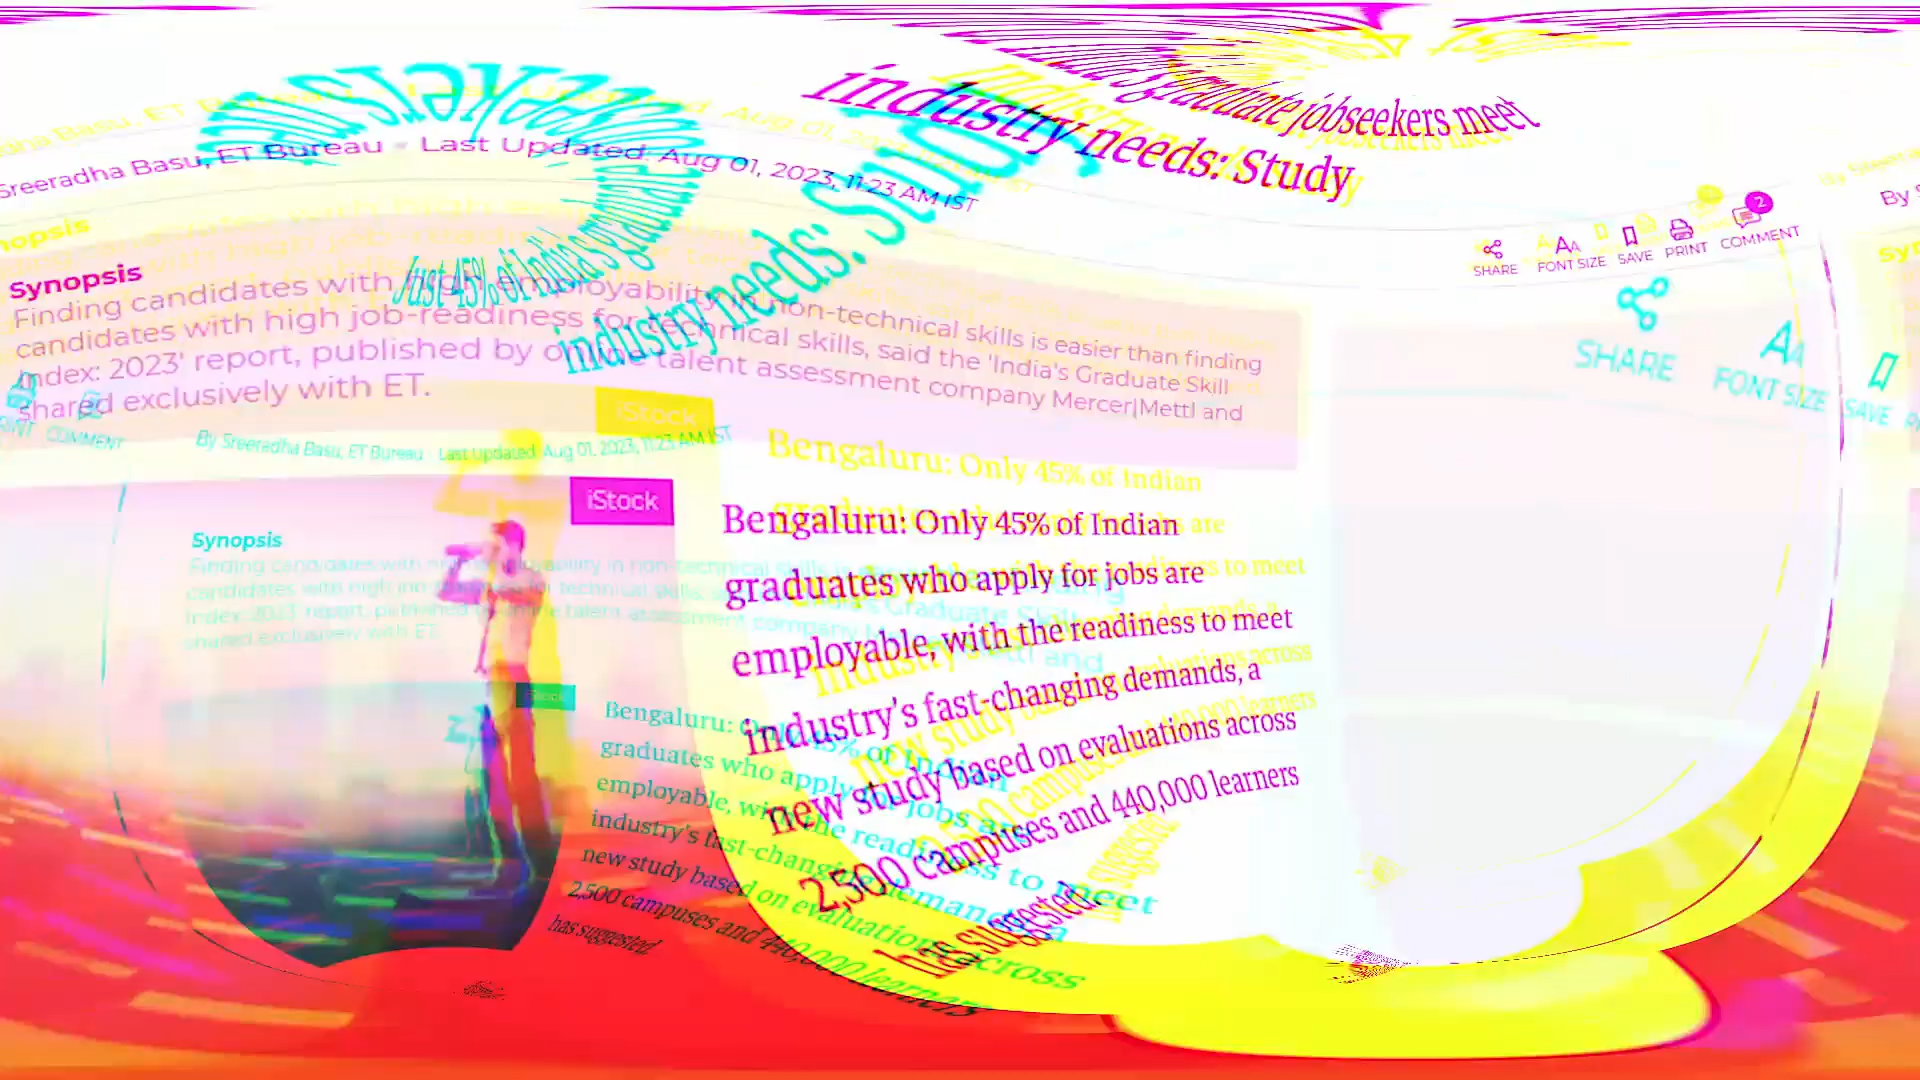 Just 45% of India's graduate jobseekers meet
industry needs: Study
By Sreeradha Basu, ET Bureau • Last Updated: Aug 01, 2023, 11:23 AM IST
SHARE FONT SIZE SAVE PRINT COMMENT
2
Synopsis
Finding candidates with high employability in non-technical skills is easier than finding
candidates with high job-readiness for technical skills, said the 'India's Graduate Skill
Index: 2023' report, published by online talent assessment company Mercer|Mettl and
shared exclusively with ET.
iStock
Bengaluru: Only 45% of Indian
graduates who apply for jobs are
employable, with the readiness to meet
industry's fast-changing demands, a
new study based on evaluations across
2,500 campuses and 440,000 learners
has suggested.